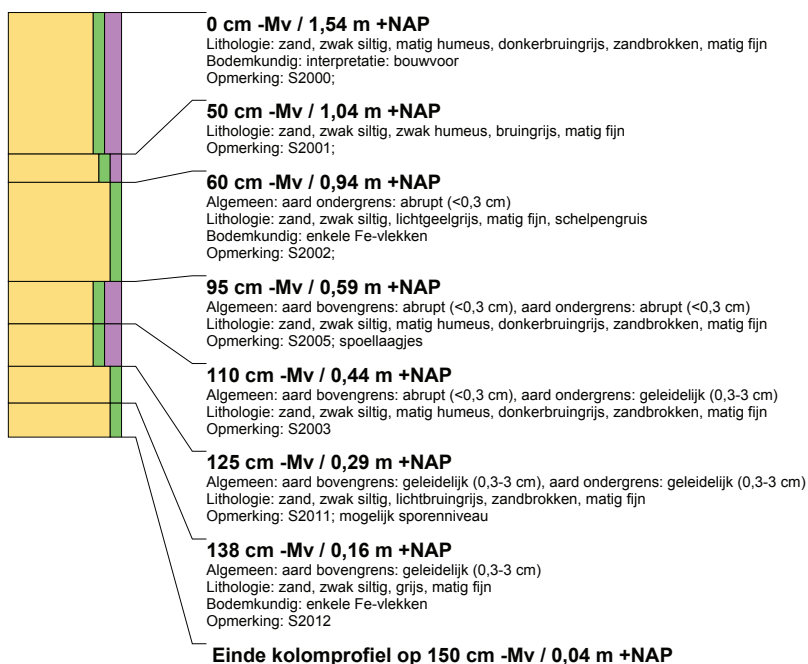 0 cm -Mv / 1,54 m +NAP
Lithologie: zand, zwak siltig, matig humeus, donkerbruingrijs, zandbrokken, matig fijn
Bodemkundig: interpretatie: bouwvoor
Opmerking: S2000;
50 cm -Mv / 1,04 m +NAP
Lithologie: zand, zwak siltig, zwak humeus, bruingrijs, matig fijn
Opmerking: S2001;
60 cm -Mv / 0,94 m +NAP
Algemeen: aard ondergrens: abrupt (<0,3 cm)
Lithologie: zand, zwak siltig, lichtgeelgrijs, matig fijn, schelpengruis
Bodemkundig: enkele Fe-vlekken
Opmerking: S2002;
95 cm -Mv / 0,59 m +NAP
Algemeen: aard bovengrens: abrupt (<0,3 cm), aard ondergrens: abrupt (<0,3 cm)
Lithologie: zand, zwak siltig, matig humeus, donkerbruingrijs, zandbrokken, matig fijn
Opmerking: S2005; spoellaagjes
110 cm -Mv / 0,44 m +NAP
Algemeen: aard bovengrens: abrupt (<0,3 cm), aard ondergrens: geleidelijk (0,3-3 cm)
Lithologie: zand, zwak siltig, matig humeus, donkerbruingrijs, zandbrokken, matig fijn
Opmerking: S2003
125 cm -Mv / 0,29 m +NAP
Algemeen: aard bovengrens: geleidelijk (0,3-3 cm), aard ondergrens: geleidelijk (0,3-3 cm)
Lithologie: zand, zwak siltig, lichtbruingrijs, zandbrokken, matig fijn
Opmerking: S2011; mogelijk sporenniveau
138 cm -Mv / 0,16 m +NAP
Algemeen: aard bovengrens: geleidelijk (0,3-3 cm)
Lithologie: zand, zwak siltig, grijs, matig fijn
Bodemkundig: enkele Fe-vlekken
Opmerking: S2012
Einde kolomprofiel op 150 cm -Mv / 0,04 m +NAP